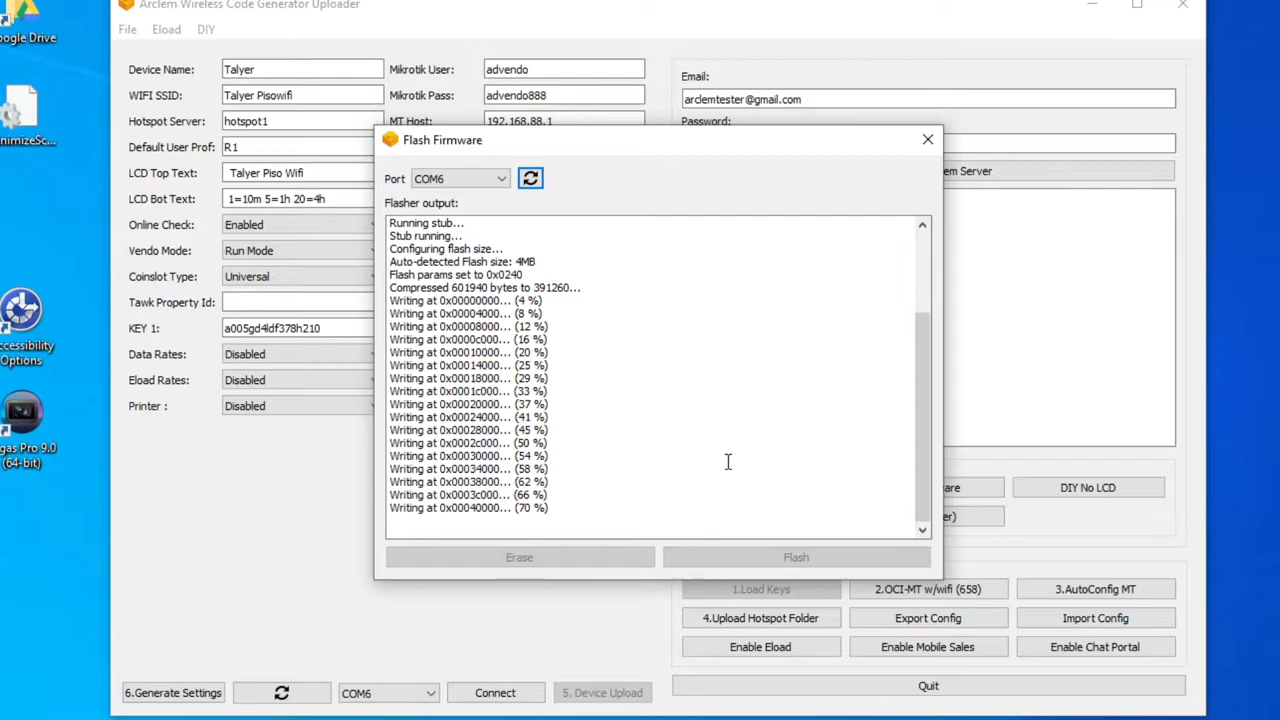 Arclem Wireless Code Generator Uploader
File Eload DIY
oogle Drive
nimizeSc...
ccessibility
Options
gas Pro 9.0
(64-bit)
Device Name: Talyer
WIFI SSID: Talyer Pisowifi
Hotspot Server: hotspot1
Default User Prof: R1
LCD Top Text: Talyer Piso Wifi
LCD Bot Text: 1=10m 5=1h 20=4h
Online Check: Enabled
Vendo Mode: Run Mode
Coinslot Type: Universal
Tawk Property Id:
KEY 1: a005gd4ldf378h210
Data Rates: Disabled
Eload Rates: Disabled
Printer : Disabled
Mikrotik User: advendo
Mikrotik Pass: advendo888
MT Host: 192.168.88.1
Email:
arclemtester@gmail.com
Password:
em Server
Flash Firmware
Port COM6
Flasher output:
Running stub...
Stub running...
Configuring flash size...
Auto-detected Flash size: 4MB
Flash params set to 0x0240
Compressed 601940 bytes to 391260...
Writing at 0x00000000... (4 %)
Writing at 0x00004000... (8 %)
Writing at 0x00008000... (12 %)
Writing at 0x0000c000... (16 %)
Writing at 0x00010000... (20 %)
Writing at 0x00014000... (25 %)
Writing at 0x00018000... (29 %)
Writing at 0x0001c000... (33 %)
Writing at 0x00020000... (37 %)
Writing at 0x00024000... (41 %)
Writing at 0x00028000... (45 %)
Writing at 0x0002c000... (50 %)
Writing at 0x00030000... (54 %)
Writing at 0x00034000... (58 %)
Writing at 0x00038000... (62 %)
Writing at 0x0003c000... (66 %)
Writing at 0x00040000... (70 %)
Erase Flash
are DIY No LCD
er)
1.Load Keys 2.OCI-MT w/wifi (658) 3.AutoConfig MT
4.Upload Hotspot Folder Export Config Import Config
Enable Eload Enable Mobile Sales Enable Chat Portal
6.Generate Settings COM6 Connect 5. Device Upload Quit